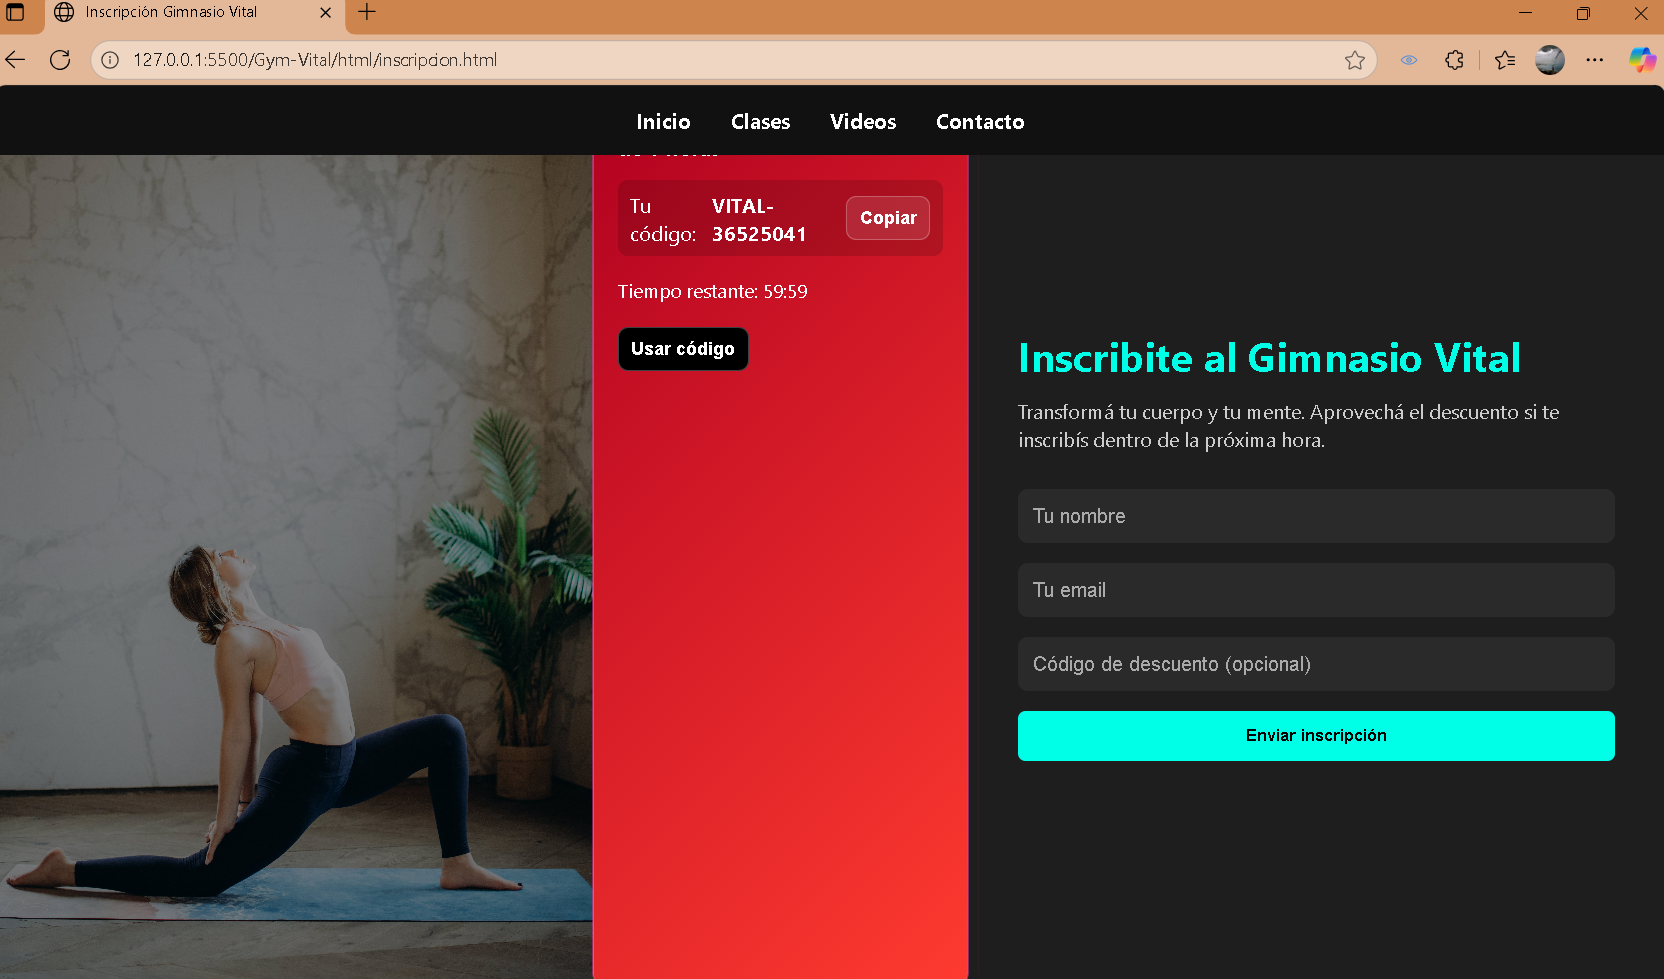 Inscripción Gimnasio Vital
127.0.0.1:5500/Gym-Vital/html/inscripcion.html
Inicio Clases Videos Contacto
Tu código: VITAL-36525041 Copiar
Tiempo restante: 59:59
Usar código
Inscribite al Gimnasio Vital
Transformá tu cuerpo y tu mente. Aprovechá el descuento si te
inscribís dentro de la próxima hora.
Tu nombre
Tu email
Código de descuento (opcional)
Enviar inscripción